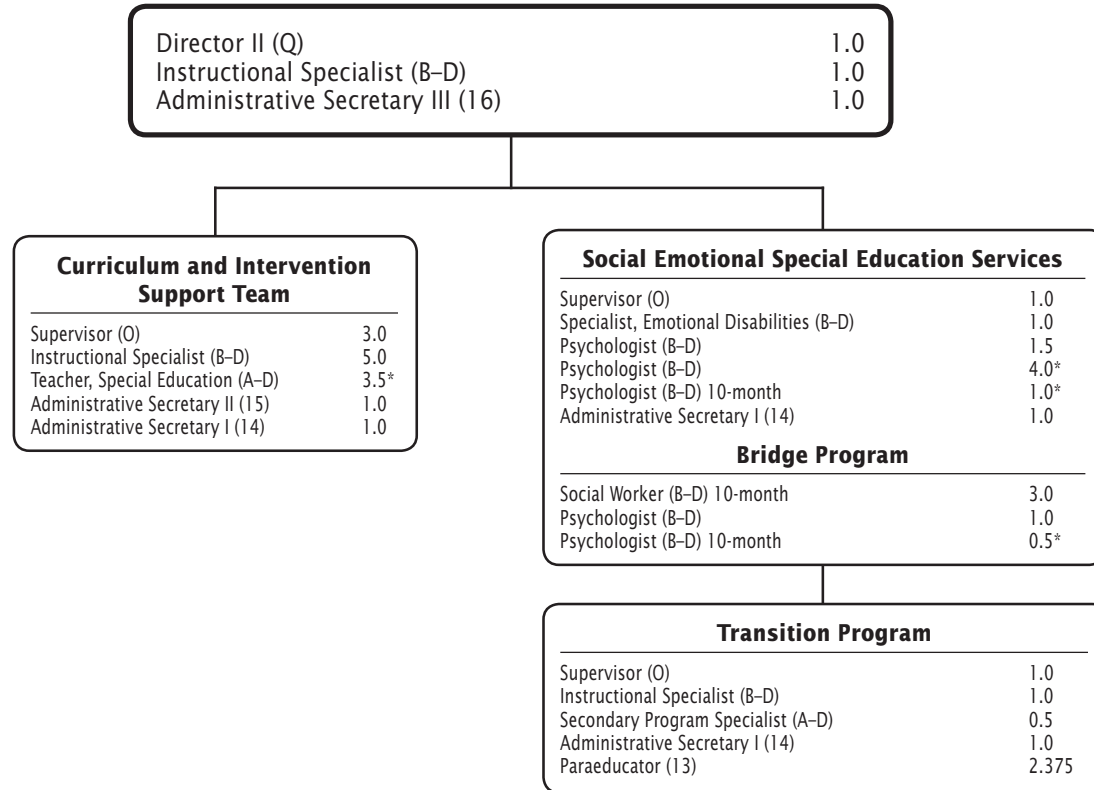 Director II (Q) 1.0
Instructional Specialist (B–D) 1.0
Administrative Secretary III (16) 1.0
Curriculum and Intervention
Support Team
Supervisor (O) 3.0
Instructional Specialist (B–D) 5.0
Teacher, Special Education (A–D) 3.5*
Administrative Secretary II (15) 1.0
Administrative Secretary I (14) 1.0
Social Emotional Special Education Services
Supervisor (O) 1.0
Specialist, Emotional Disabilities (B–D) 1.0
Psychologist (B–D) 1.5
Psychologist (B–D) 4.0*
Psychologist (B–D) 10-month 1.0*
Administrative Secretary I (14) 1.0
Bridge Program
Social Worker (B–D) 10-month 3.0
Psychologist (B–D) 1.0
Psychologist (B–D) 10-month 0.5*
Transition Program
Supervisor (O) 1.0
Instructional Specialist (B–D) 1.0
Secondary Program Specialist (A–D) 0.5
Administrative Secretary I (14) 1.0
Paraeducator (13) 2.375